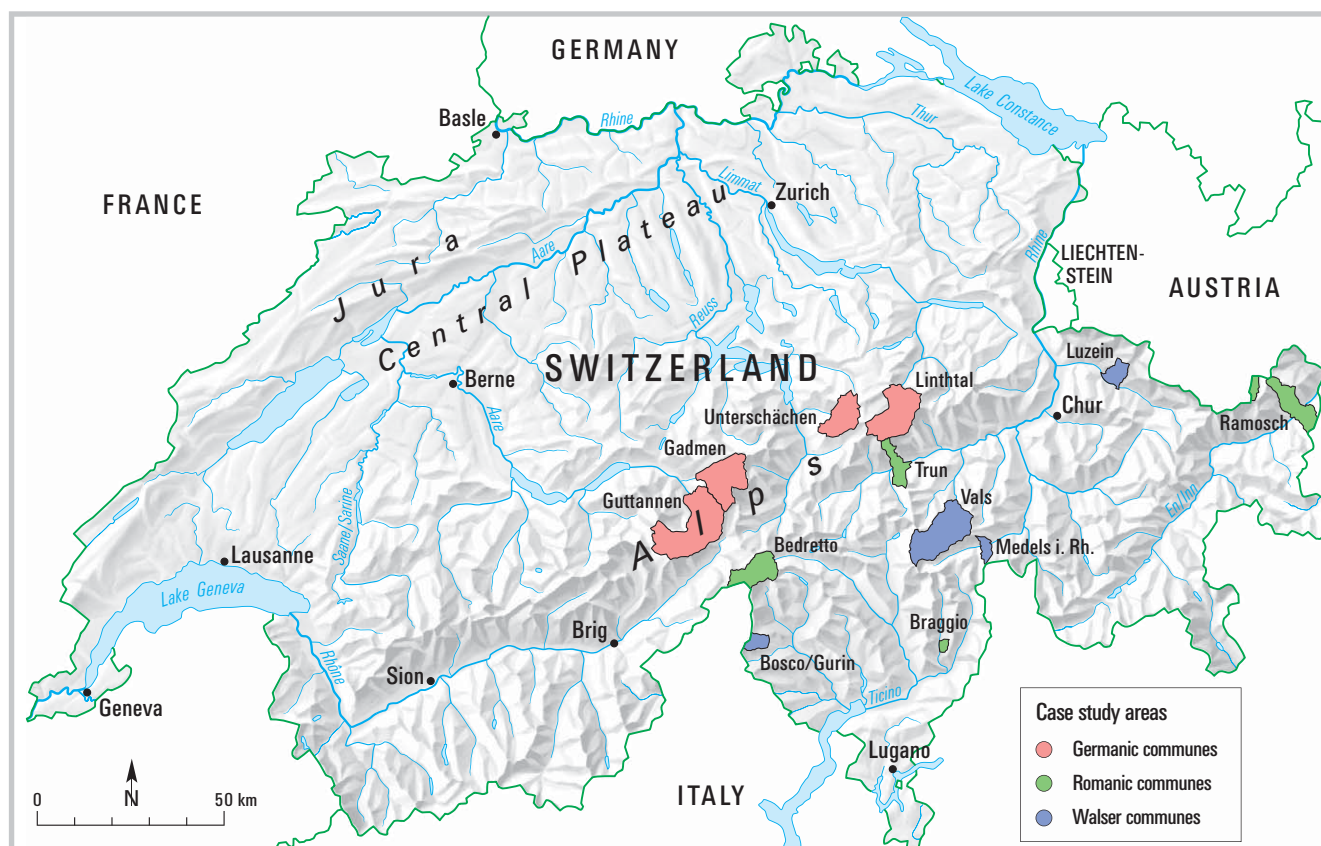 GERMANY
Lake Constance
Basle
Rhine
Thur
Limmat
Zurich
FRANCE
Jura
Aare
Central Plateau
Rhine
LIECHTEN-
STEIN
AUSTRIA
Reuss
SWITZERLAND
Luzein
Berne
Linthtal
Chur
Unterschächen
Ramosch
Aare
Gadmen
Trun
Guttannen
Alps
Vals
En/Inn
Saane/Sarine
Lausanne
Bedretto
Medels i. Rh.
Lake Geneva
Braggio
Brig
Bosco/Gurin
Rhône
Sion
Ticino
Geneva
Lugano
N
0 50 km
ITALY
Case study areas
Germanic communes
Romanic communes
Walser communes